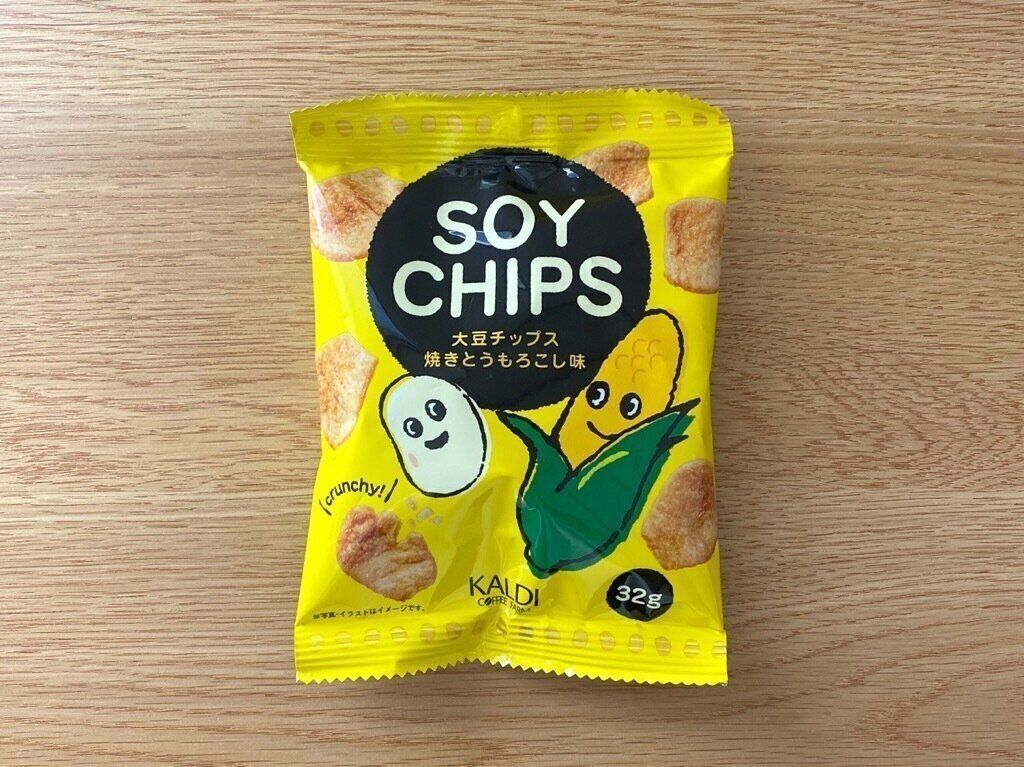 SOY
CHIPS
大豆チップス
焼きとうもろこし味
crunchy!
KALDI
COFFEE FARM
32g
※写真・イラストはイメージです。